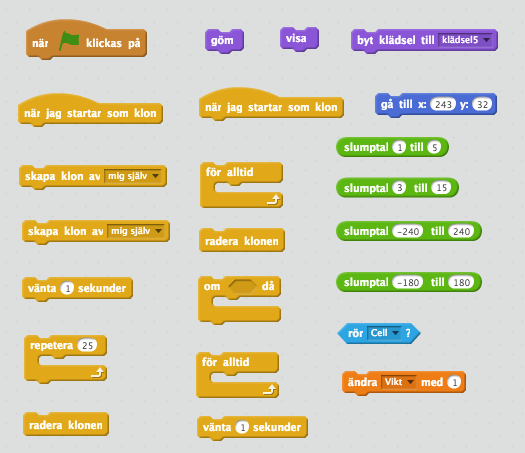 när klickas på
göm
visa
byt klädsel till klädsel5
när jag startar som klon
när jag startar som klon
gå till x: 243 y: 32
slumptal 1 till 5
skapa klon av mig själv
för alltid
slumptal 3 till 15
skapa klon av mig själv
radera klonen
slumptal -240 till 240
vänta 1 sekunder
om då
slumptal -180 till 180
repetera 25
rör Cell ?
för alltid
ändra Vikt med 1
radera klonen
vänta 1 sekunder